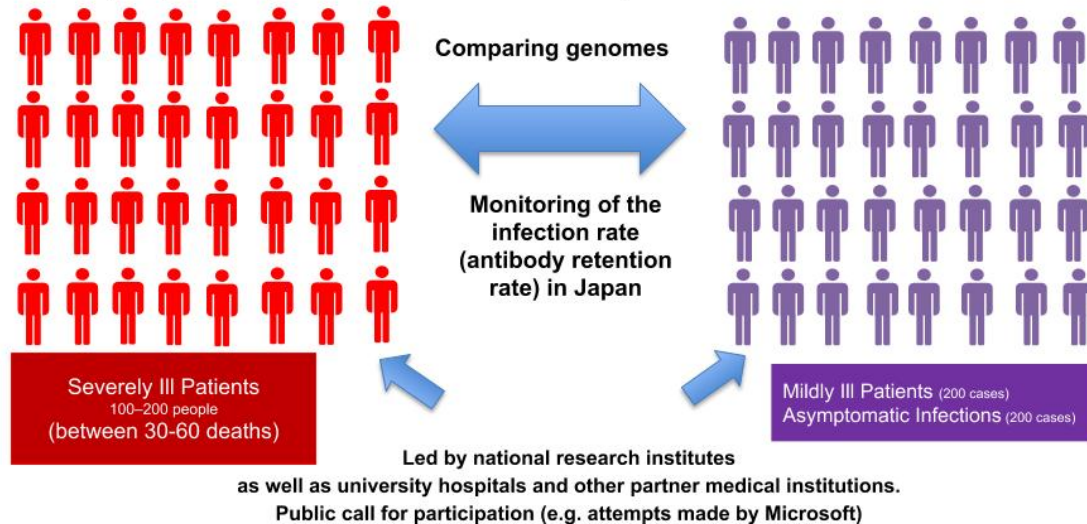 Comparing genomes
Monitoring of the
infection rate
(antibody retention
rate) in Japan
Severely Ill Patients
100–200 people
(between 30-60 deaths)
Mildly Ill Patients (200 cases)
Asymptomatic Infections (200 cases)
Led by national research institutes
as well as university hospitals and other partner medical institutions.
Public call for participation (e.g. attempts made by Microsoft)